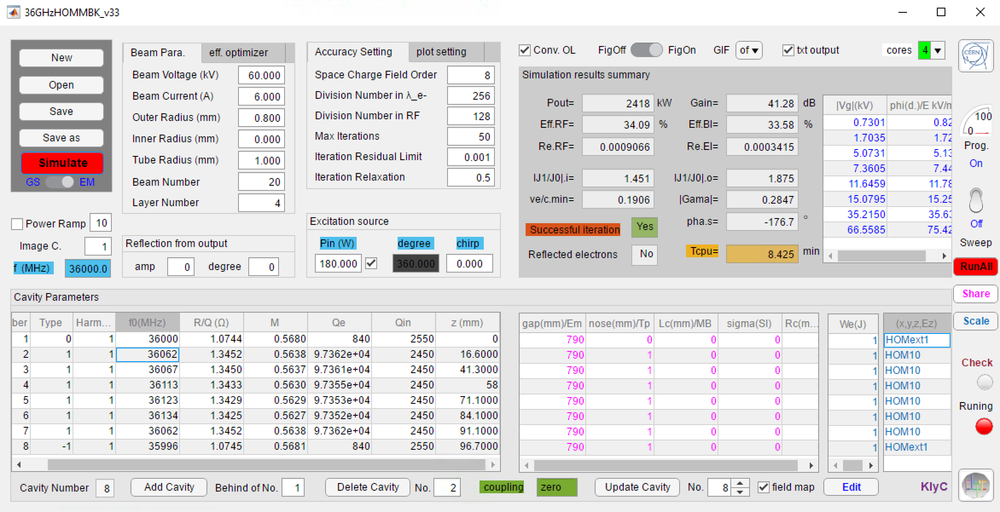 36GHzHOMMBK_v33
New
Open
Save
Save as
Simulate
GS EM
Power Ramp 10
Image C. 1
f (MHz) 36000.0
Beam Para. eff. optimizer
Beam Voltage (kV) 60.000
Beam Current (A) 6.000
Outer Radius (mm) 0.800
Inner Radius (mm) 0.000
Tube Radius (mm) 1.000
Beam Number 20
Layer Number 4
Reflection from output
amp 0 degree 0
Accuracy Setting plot setting
Space Charge Field Order 8
Division Number in λ_e- 256
Division Number in RF 128
Max Iterations 50
Iteration Residual Limit 0.001
Iteration Relaxation 0.5
Excitation source
Pin (W) degree chirp
180.000 360.000 0.000
Conv. OL FigOff FigOn GIF of txt output cores 4
Simulation results summary
Pout= 2418 kW Gain= 41.28 dB
Eff.RF= 34.09 % Eff.BI= 33.58 %
Re.RF= 0.0009066 Re.El= 0.0003415
IJ1/J0|.i= 1.451 IJ1/J0|.o= 1.875
ve/c.min= 0.1906 |Gama|= 0.2847
pha.s= -176.7 °
Successful iteration Yes
Reflected electrons No Tcpu= 8.425 min
|Vg|(kV) phi(d.)/E kV/m
0.7301 0.82
1.7035 1.72
5.0731 5.13
7.3605 7.44
11.6459 11.78
15.0795 15.25
35.2150 35.63
66.5585 75.42
CERN
100
0
Prog.
On
Off
Sweep
RunAll
Share
Scale
Check
Runing
Cavity Parameters
ber Type Harm... f0(MHz) R/Q (Ω) M Qe Qin z (mm) gap(mm)/Em nose(mm)/Tp Lc(mm)/MB sigma(SI) Rc(m... We(J) (x,y,z,Ez)
1 0 1 36000 1.0744 0.5680 840 2550 0 790 0 0 0 1 HOMext1
2 1 1 36062 1.3452 0.5638 9.7362e+04 2450 16.6000 790 1 0 0 1 HOM10
3 1 1 36067 1.3450 0.5637 9.7361e+04 2450 41.3000 790 1 0 0 1 HOM10
4 1 1 36113 1.3433 0.5630 9.7355e+04 2450 58 790 1 0 0 1 HOM10
5 1 1 36123 1.3429 0.5629 9.7353e+04 2450 71.1000 790 1 0 0 1 HOM10
6 1 1 36134 1.3425 0.5627 9.7352e+04 2450 84.1000 790 1 0 0 1 HOM10
7 1 1 36062 1.3452 0.5638 9.7362e+04 2450 91.1000 790 1 0 0 1 HOM10
8 -1 1 35996 1.0745 0.5681 840 2550 96.7000 790 1 0 0 1 HOMext1
Cavity Number 8 Add Cavity Behind of No. 1 Delete Cavity No. 2 coupling zero Update Cavity No. 8 field map Edit KlyC